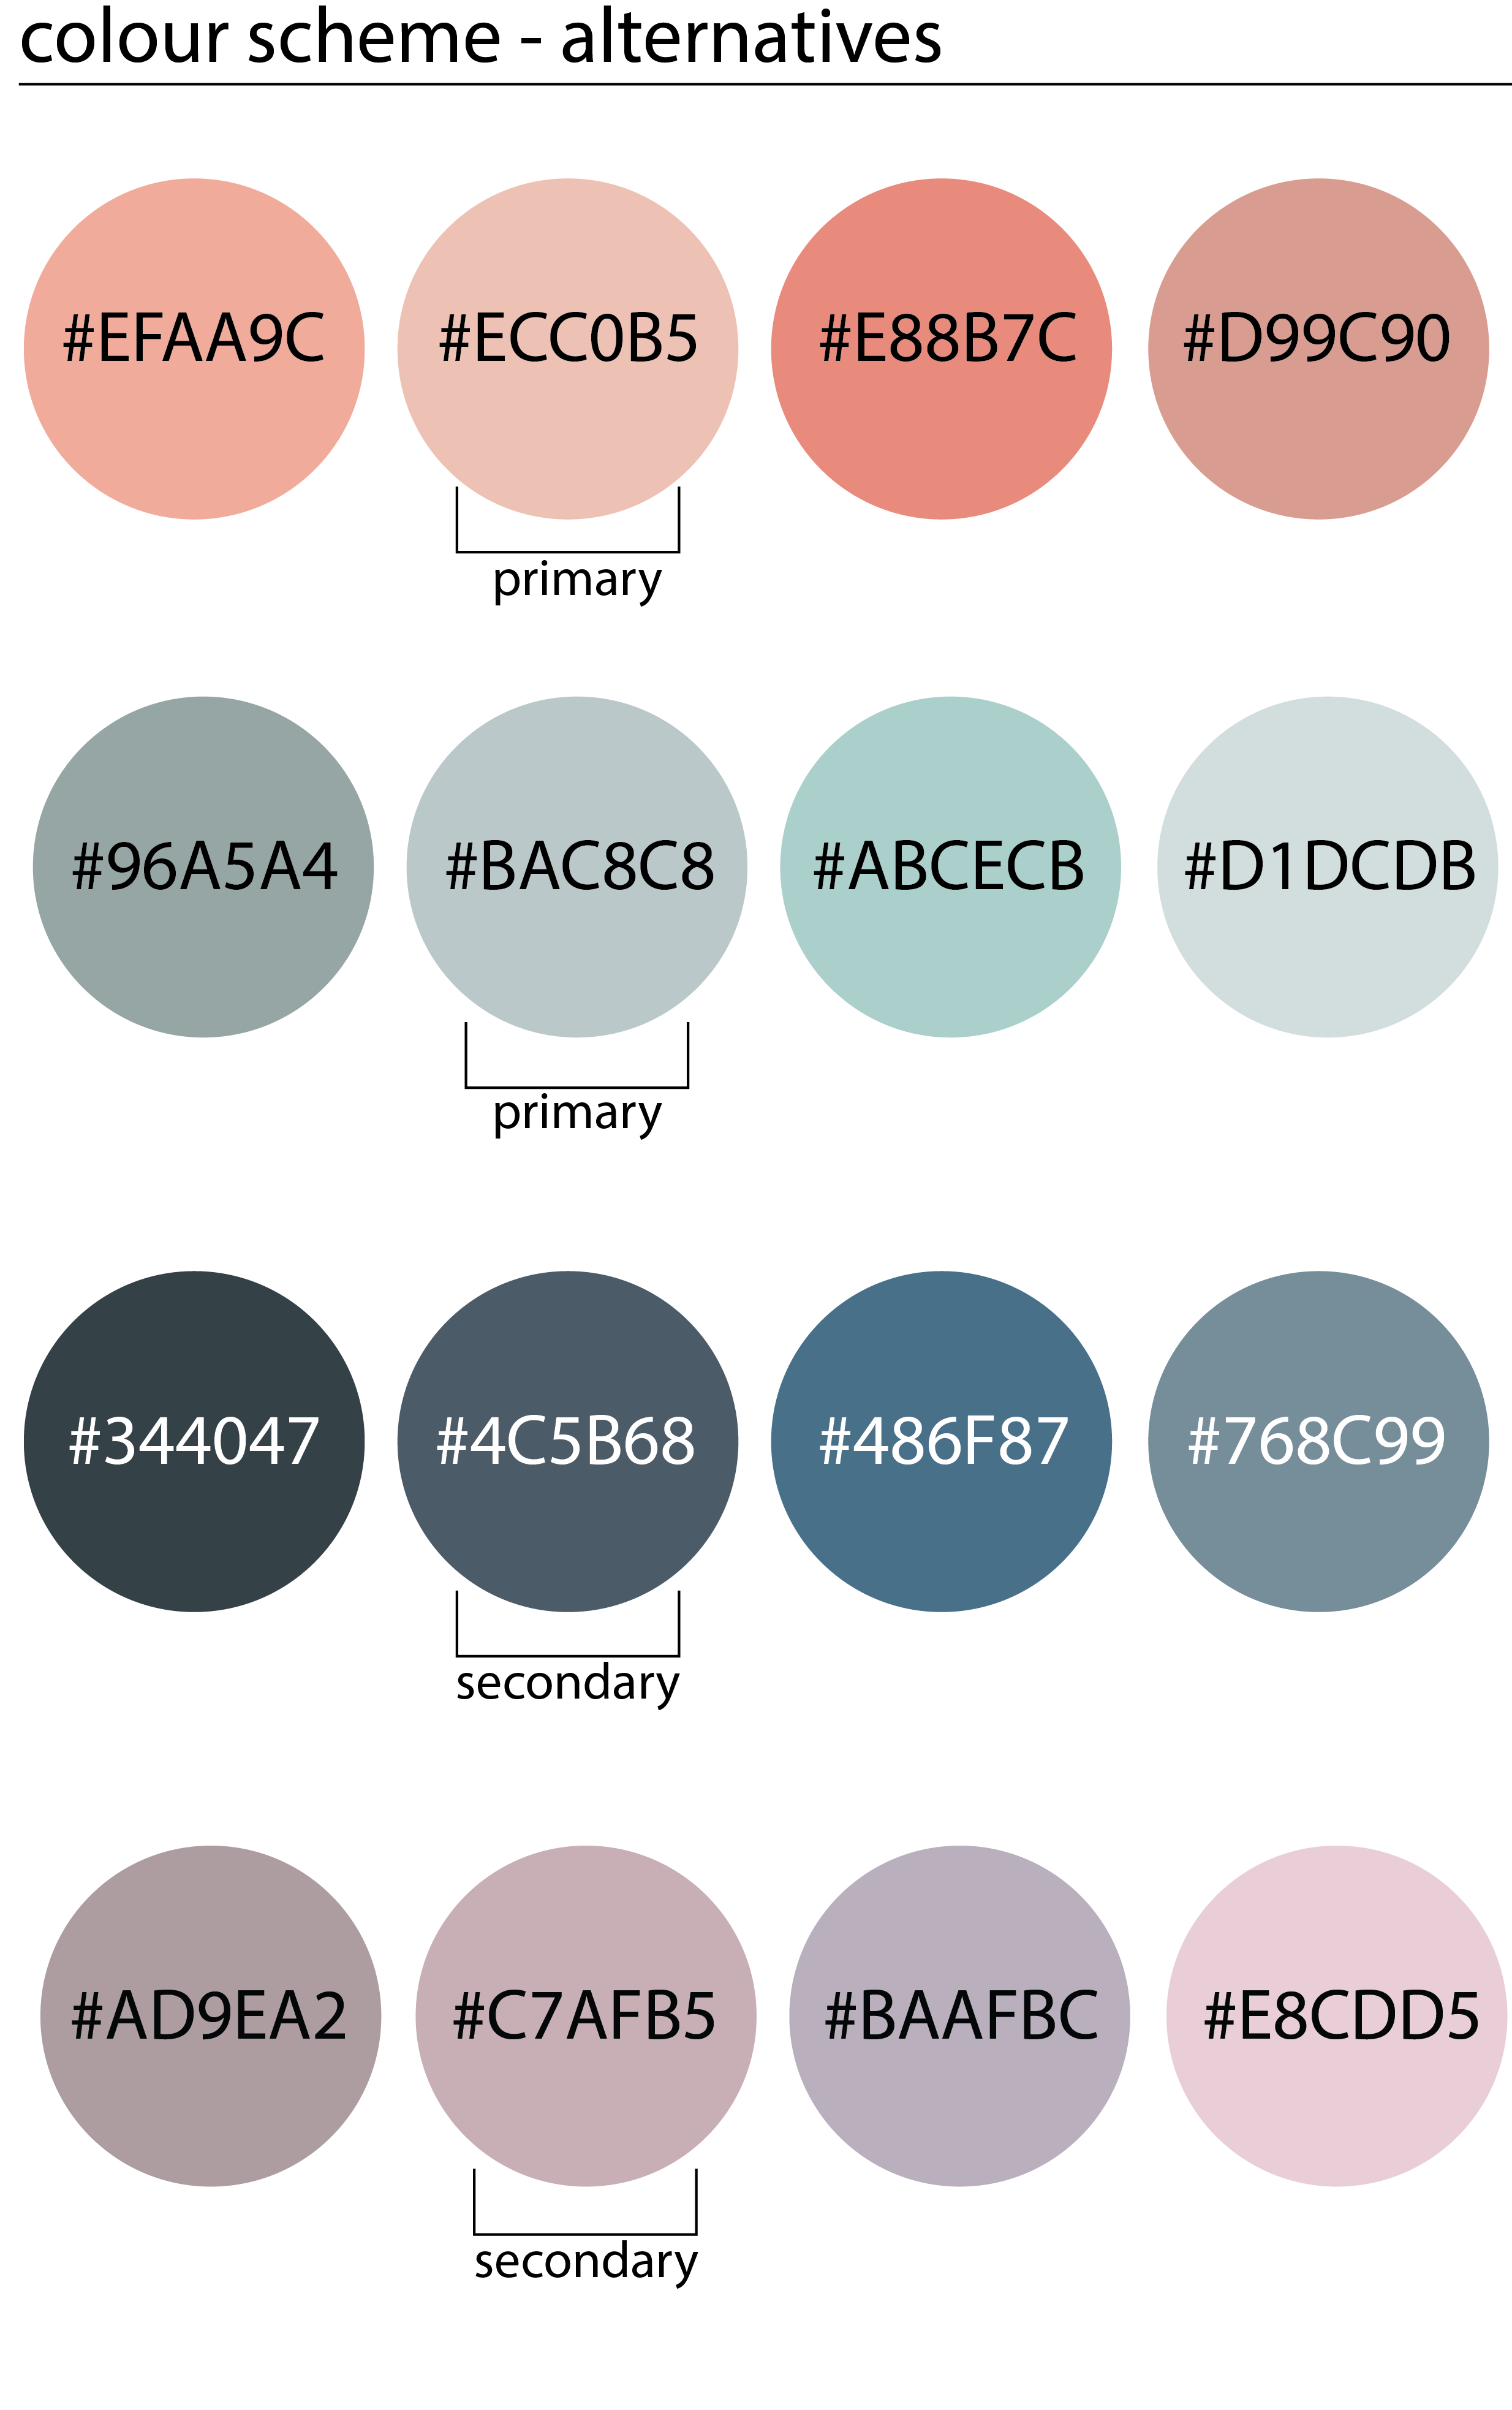 colour scheme - alternatives
#EFAA9C #ECC0B5 #E88B7C #D99C90
primary
#96A5A4 #BAC8C8 #ABCECB #D1DCDB
primary
#344047 #4C5B68 #486F87 #768C99
secondary
#AD9EA2 #C7AFB5 #BAAFBC #E8CDD5
secondary